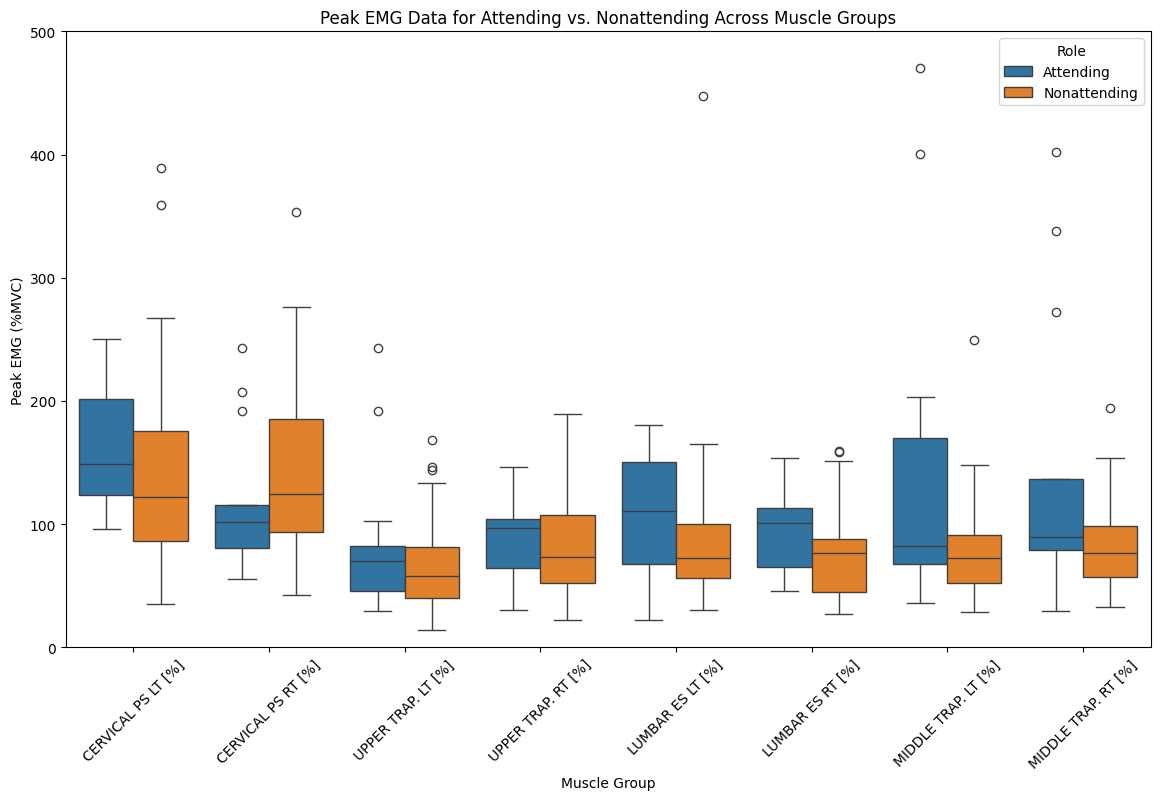 Peak EMG Data for Attending vs. Nonattending Across Muscle Groups
Role
Attending
Nonattending
Peak EMG (%MVC)
500
400
300
200
100
0
CERVICAL PS LT [%]
CERVICAL PS RT [%]
UPPER TRAP. LT [%]
UPPER TRAP. RT [%]
LUMBAR ES LT [%]
LUMBAR ES RT [%]
MIDDLE TRAP. LT [%]
MIDDLE TRAP. RT [%]
Muscle Group